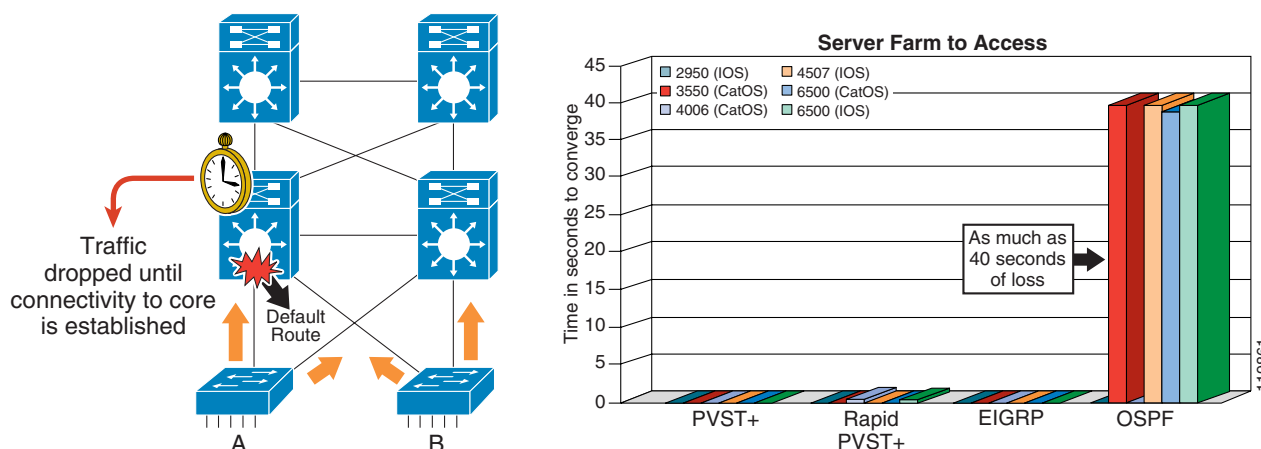 Traffic
dropped until
connectivity to core
is established
Default
Route
A
B
Server Farm to Access
Time in seconds to converge
45
40
35
30
25
20
15
10
5
0
2950 (IOS)
3550 (CatOS)
4006 (CatOS)
4507 (IOS)
6500 (CatOS)
6500 (IOS)
As much as
40 seconds
of loss
PVST+
Rapid
PVST+
EIGRP
OSPF